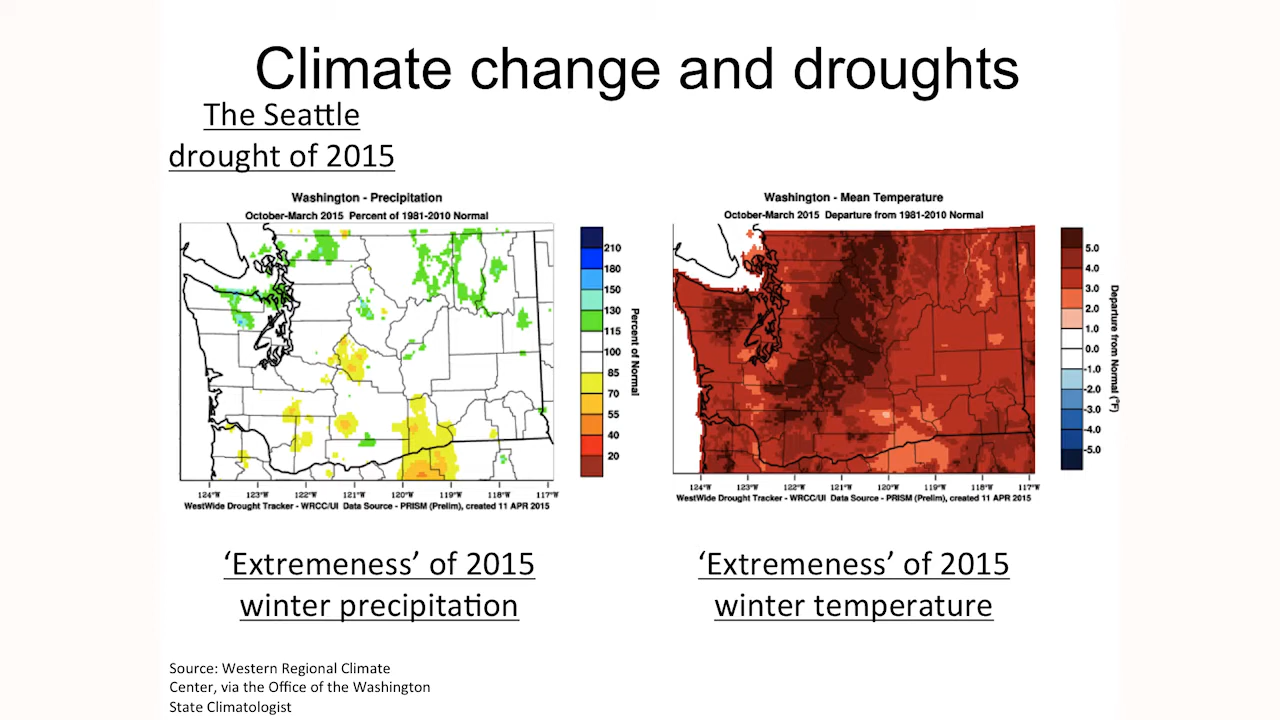 Climate change and droughts
The Seattle
drought of 2015
Washington - Precipitation
October-March 2015 Percent of 1981-2010 Normal
210
180
150
130
115
100
85
70
55
40
20
Percent of Normal
124°W 123°W 122°W 121°W 120°W 119°W 118°W 117°W
WestWide Drought Tracker - WRCC/UI Data Source - PRISM (Prelim), created 11 APR 2015
Washington - Mean Temperature
October-March 2015 Departure from 1981-2010 Normal
5.0
4.0
3.0
2.0
1.0
0.0
-1.0
-2.0
-3.0
-4.0
-5.0
Departure from Normal (°F)
124°W 123°W 122°W 121°W 120°W 119°W 118°W 117°W
WestWide Drought Tracker - WRCC/UI Data Source - PRISM (Prelim), created 11 APR 2015
‘Extremeness’ of 2015
winter precipitation
‘Extremeness’ of 2015
winter temperature
Source: Western Regional Climate
Center, via the Office of the Washington
State Climatologist